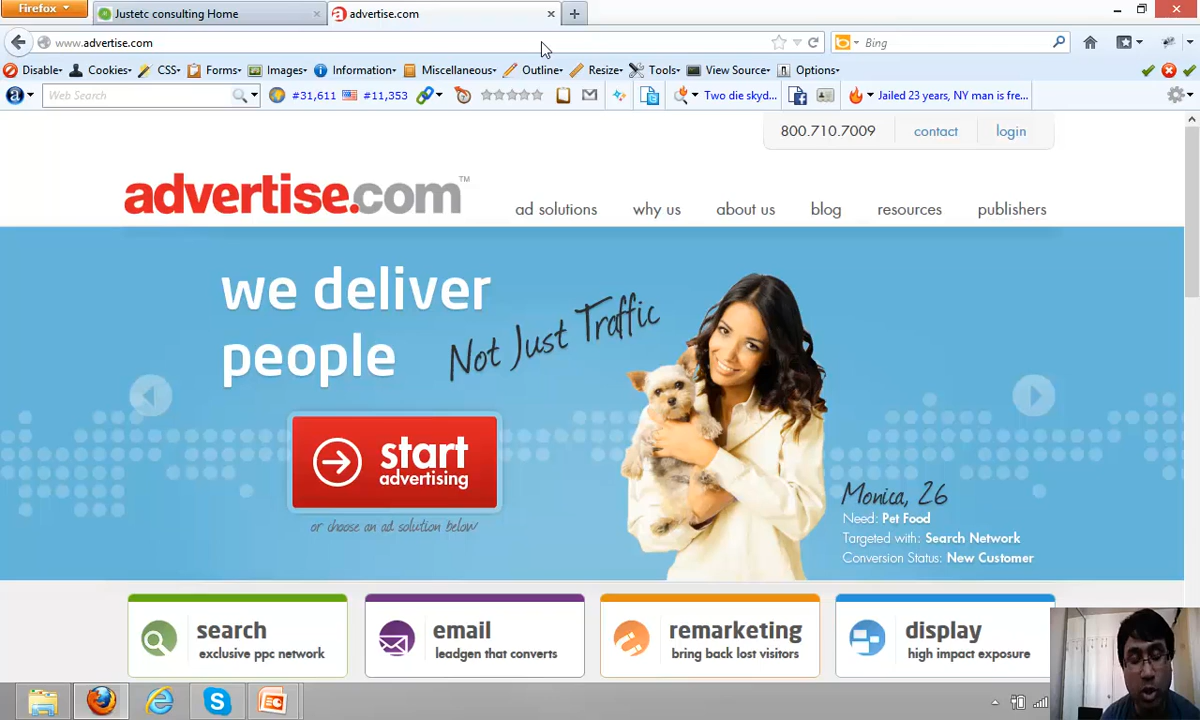 Firefox
Justetc consulting Home
advertise.com
www.advertise.com
Bing
Disable
Cookies
CSS
Forms
Images
Information
Miscellaneous
Outline
Resize
Tools
View Source
Options
Web Search
#31,611
#11,353
Two die skyd...
Jailed 23 years, NY man is fre...
800.710.7009
contact
login
advertise.com™
ad solutions
why us
about us
blog
resources
publishers
we deliver
people
Not Just Traffic
start
advertising
or choose an ad solution below
Monica, 26
Need: Pet Food
Targeted with: Search Network
Conversion Status: New Customer
search
exclusive ppc network
email
leadgen that converts
remarketing
bring back lost visitors
display
high impact exposure